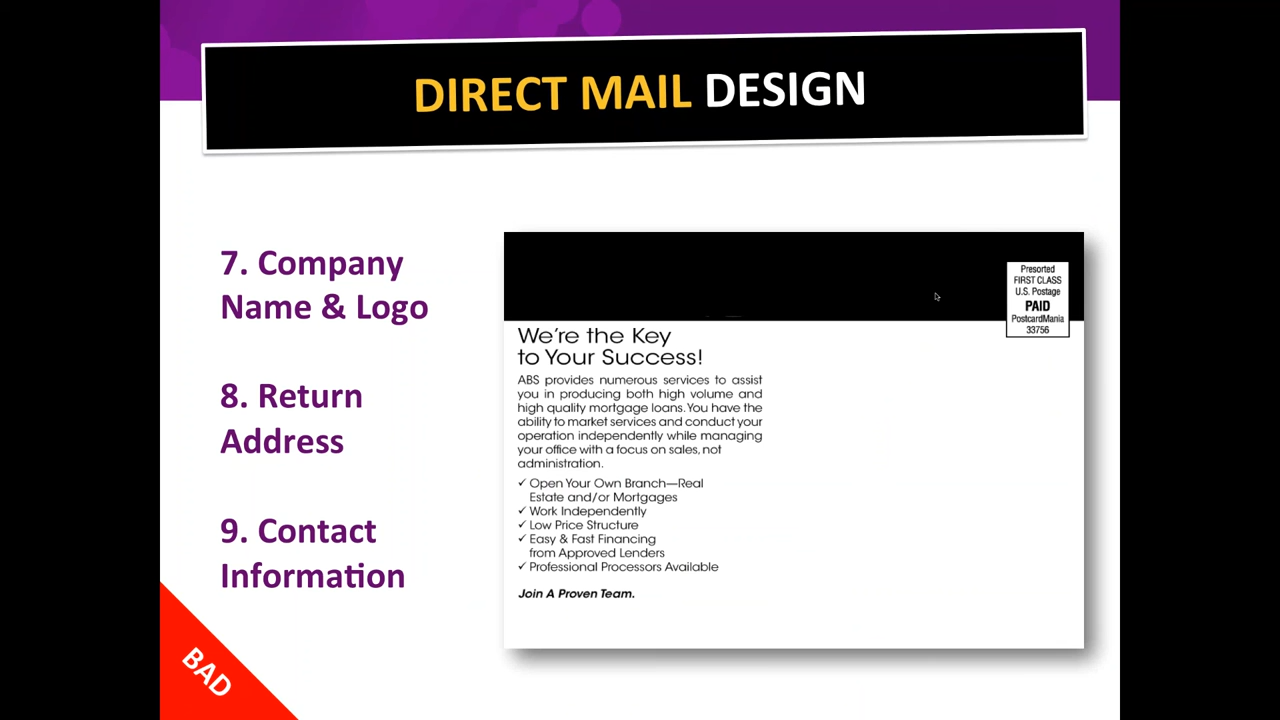 DIRECT MAIL DESIGN
7. Company
Name & Logo
8. Return
Address
9. Contact
Information
BAD
Presorted
FIRST CLASS
U.S. Postage
PAID
PostcardMania
33756
We're the Key
to Your Success!
ABS provides numerous services to assist
you in producing both high volume and
high quality mortgage loans. You have the
ability to market services and conduct your
operation independently while managing
your office with a focus on sales, not
administration.
✓ Open Your Own Branch—Real
Estate and/or Mortgages
✓ Work Independently
✓ Low Price Structure
✓ Easy & Fast Financing
from Approved Lenders
✓ Professional Processors Available
Join A Proven Team.